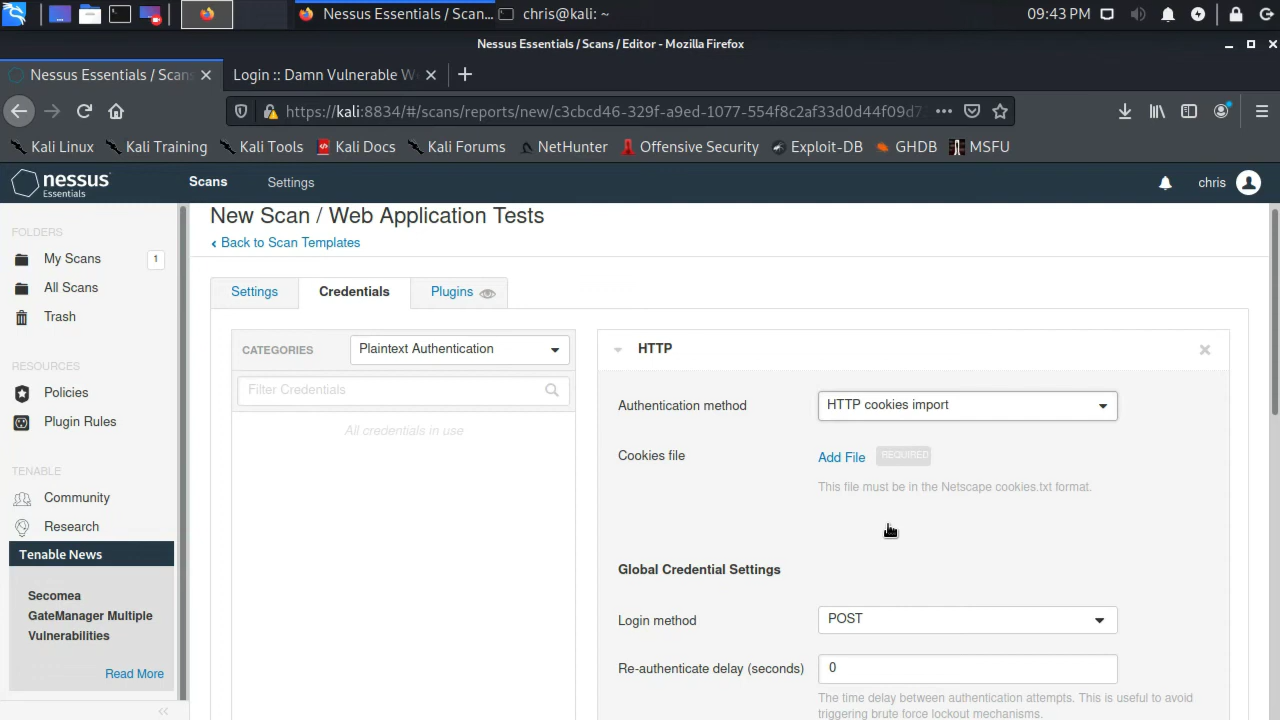 Nessus Essentials / Scan...
chris@kali: ~
09:43 PM
Nessus Essentials / Scans / Editor - Mozilla Firefox
Nessus Essentials / Scans
Login :: Damn Vulnerable W
https://kali:8834/#/scans/reports/new/c3cbcd46-329f-a9ed-1077-554f8c2af33d0d44f09d7
Kali Linux
Kali Training
Kali Tools
Kali Docs
Kali Forums
NetHunter
Offensive Security
Exploit-DB
GHDB
MSFU
nessus
Essentials
Scans
Settings
chris
FOLDERS
My Scans
1
All Scans
Trash
RESOURCES
Policies
Plugin Rules
TENABLE
Community
Research
Tenable News
Secomea
GateManager Multiple
Vulnerabilities
Read More
New Scan / Web Application Tests
Back to Scan Templates
Settings
Credentials
Plugins
CATEGORIES
Plaintext Authentication
Filter Credentials
All credentials in use
HTTP
Authentication method
HTTP cookies import
Cookies file
Add File
REQUIRED
This file must be in the Netscape cookies.txt format.
Global Credential Settings
Login method
POST
Re-authenticate delay (seconds)
0
The time delay between authentication attempts. This is useful to avoid
triggering brute force lockout mechanisms.